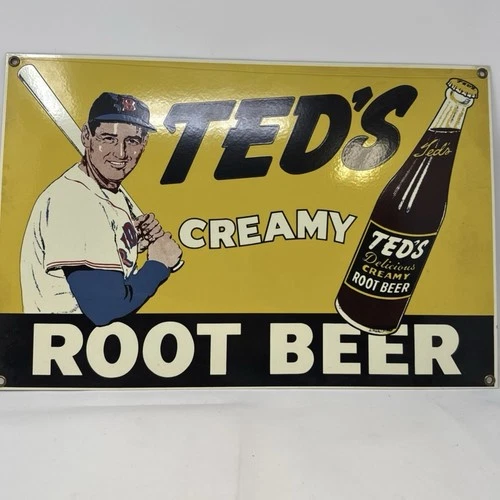 TED'S
CREAMY
ROOT BEER
Ted's
TED'S
Delicious
CREAMY
ROOT BEER